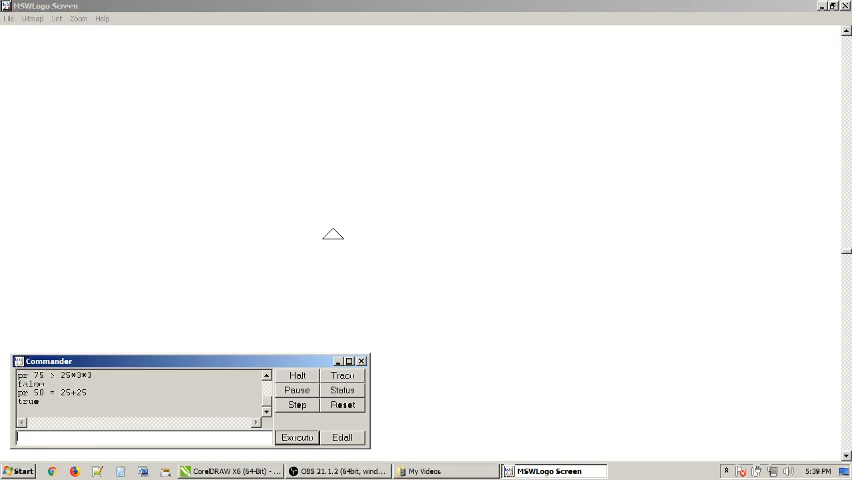 MSWLogo Screen
File Bitmap Set Zoom Help
Commander
pr 75 > 25*3*3
false
pr 50 = 25+25
true
Halt Trace
Pause Status
Step Reset
Execute Edall
Start CorelDRAW X6 (64-Bit) - ... OBS 21.1.2 (64bit, wind... My Videos MSWLogo Screen 5:39 PM